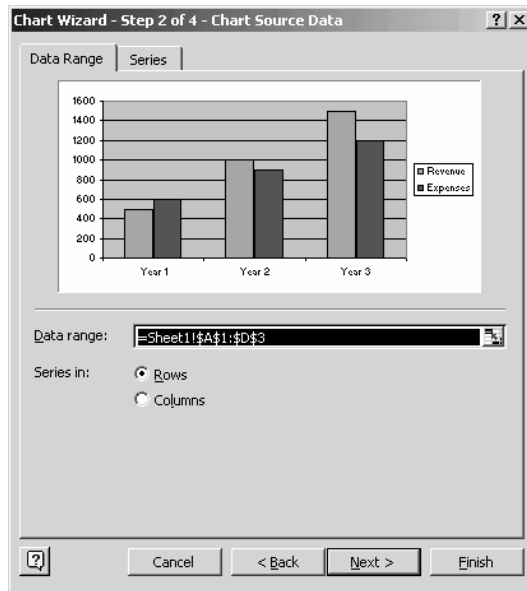 Chart Wizard - Step 2 of 4 - Chart Source Data
Data Range Series
1600
1400
1200
1000
800
600
400
200
0
Year 1 Year 2 Year 3
Revenue
Expenses
Data range: =Sheet1!$A$1:$D$3
Series in: Rows
Columns
Cancel < Back Next > Finish